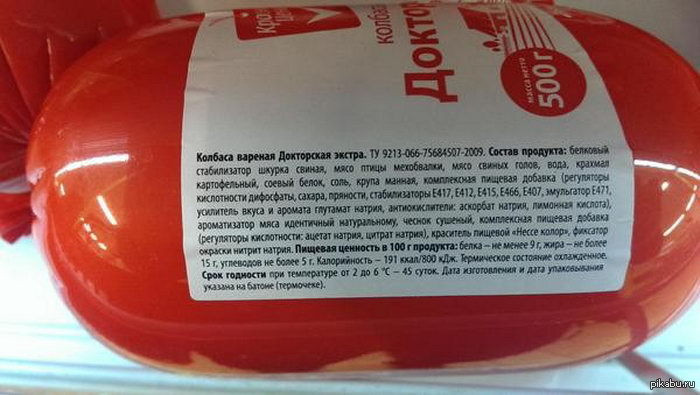 колбаса
Доктор
масса нетто
500 г
Колбаса вареная Докторская экстра. ТУ 9213-066-75684507-2009. Состав продукта: белковый
стабилизатор шкурка свиная, мясо птицы мехобвалки, мясо свиных голов, вода, крахмал
картофельный, соевый белок, соль, крупа манная, комплексная пищевая добавка (регуляторы
кислотности дифосфаты, сахара, пряности, стабилизаторы Е417, Е412, Е415, Е466, Е407, эмульгатор Е471,
усилитель вкуса и аромата глутамат натрия, антиокислители: аскорбат натрия, лимонная кислота),
ароматизатор мяса идентичный натуральному, чеснок сушеный, комплексная пищевая добавка
(регуляторы кислотности: ацетат натрия, цитрат натрия), краситель пищевой «Нессе колор», фиксатор
окраски нитрит натрия. Пищевая ценность в 100 г продукта: белка – не менее 9 г, жира – не более
15 г, углеводов не более 5 г. Калорийность – 191 ккал/800 кДж. Термическое состояние охлажденное.
Срок годности при температуре от 2 до 6 °С – 45 суток. Дата изготовления и дата упаковывания
указана на батоне (термочеке).
pikabu.ru